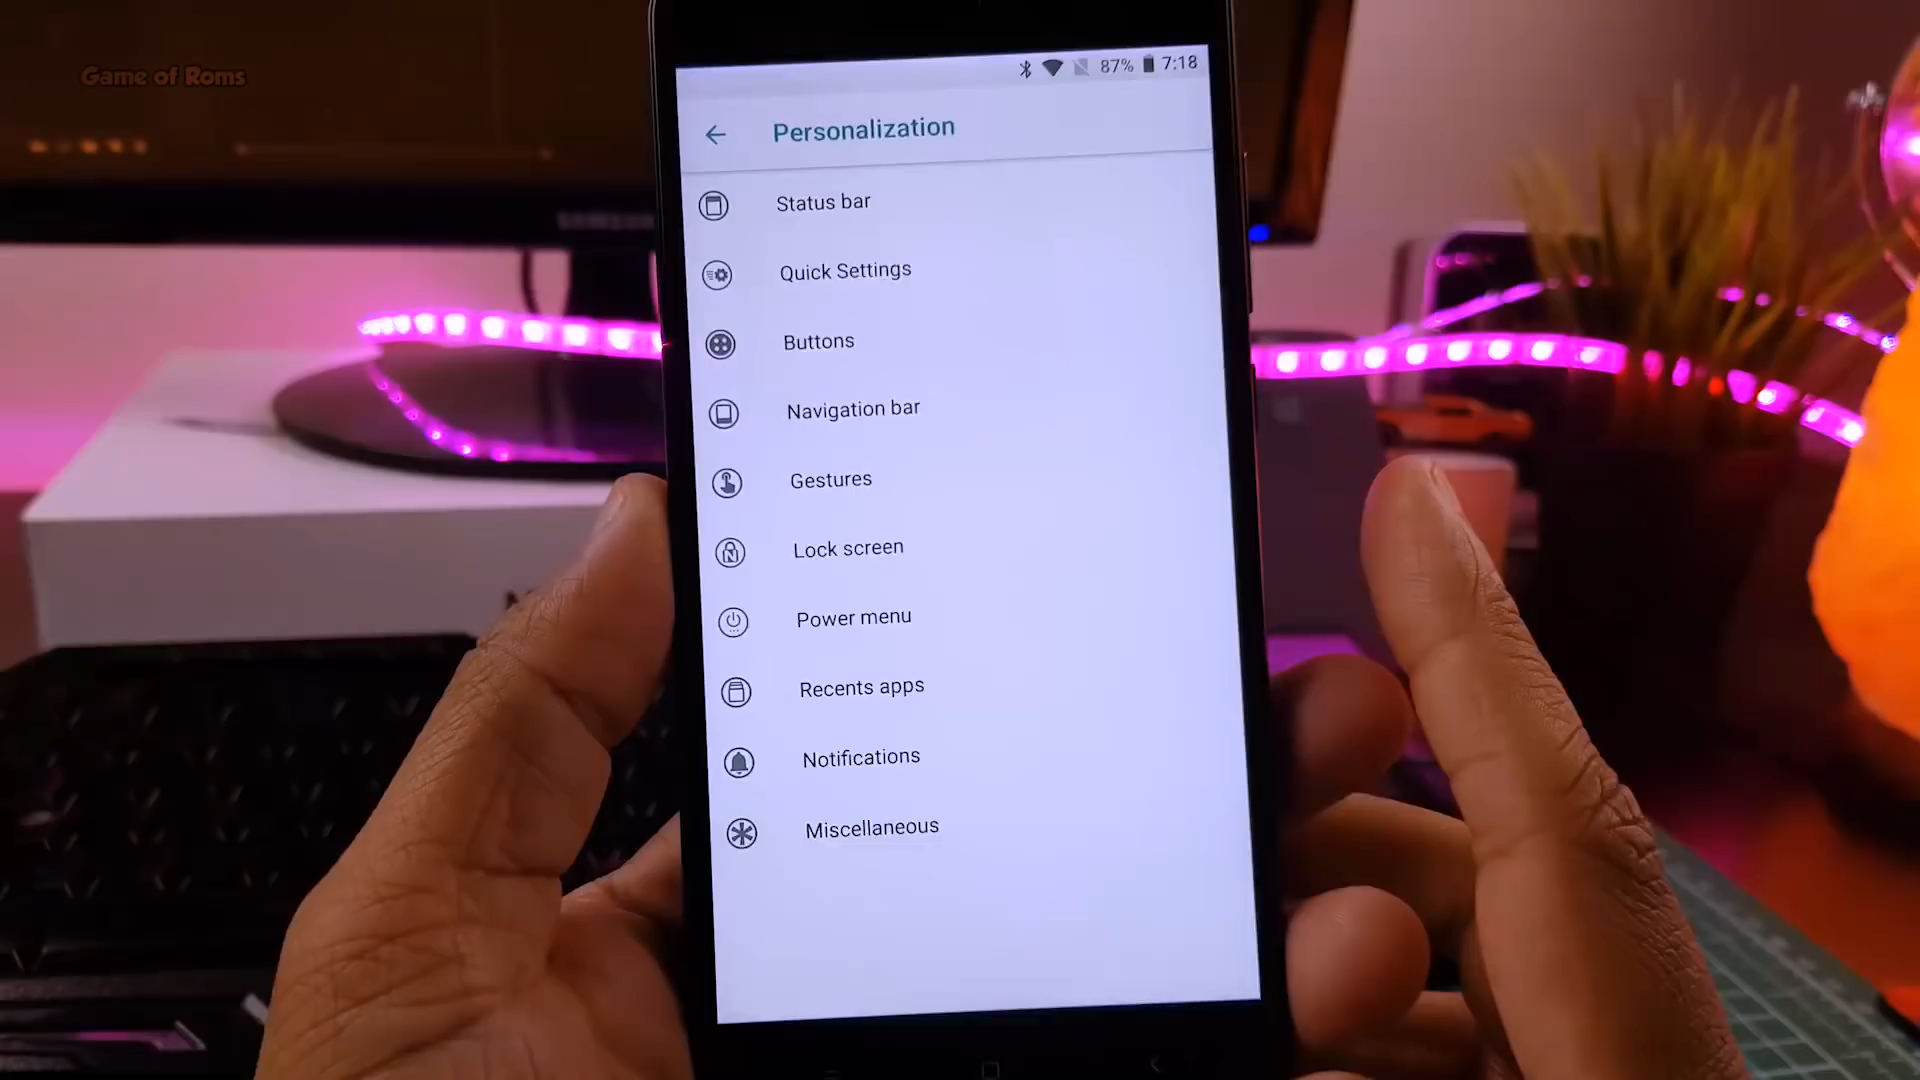 Game of Roms
87% 7:18
Personalization
SAMSUNG
Status bar
Quick Settings
Buttons
Navigation bar
Gestures
Lock screen
Power menu
Recents apps
Notifications
Miscellaneous